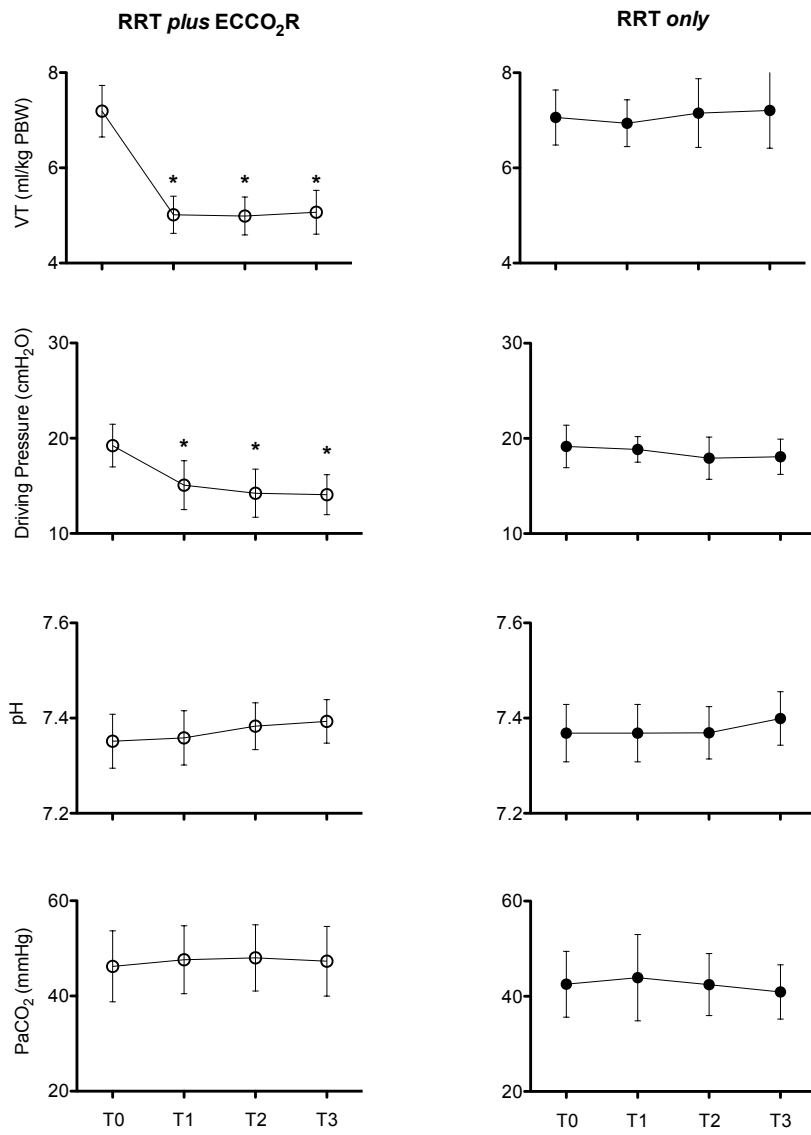 RRT plus ECCO₂R
RRT only
VT (ml/kg PBW)
8
6
4
* * *
8
6
4
Driving Pressure (cmH₂O)
30
20
10
* * *
30
20
10
pH
7.6
7.4
7.2
7.6
7.4
7.2
PaCO₂ (mmHg)
60
40
20
60
40
20
T0 T1 T2 T3
T0 T1 T2 T3